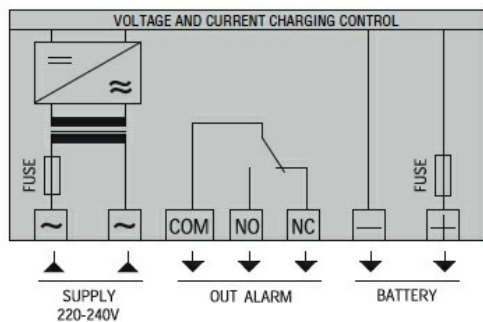 VOLTAGE AND CURRENT CHARGING CONTROL
FUSE
FUSE
~ ~ COM NO NC — +
SUPPLY
220-240V
OUT ALARM
BATTERY